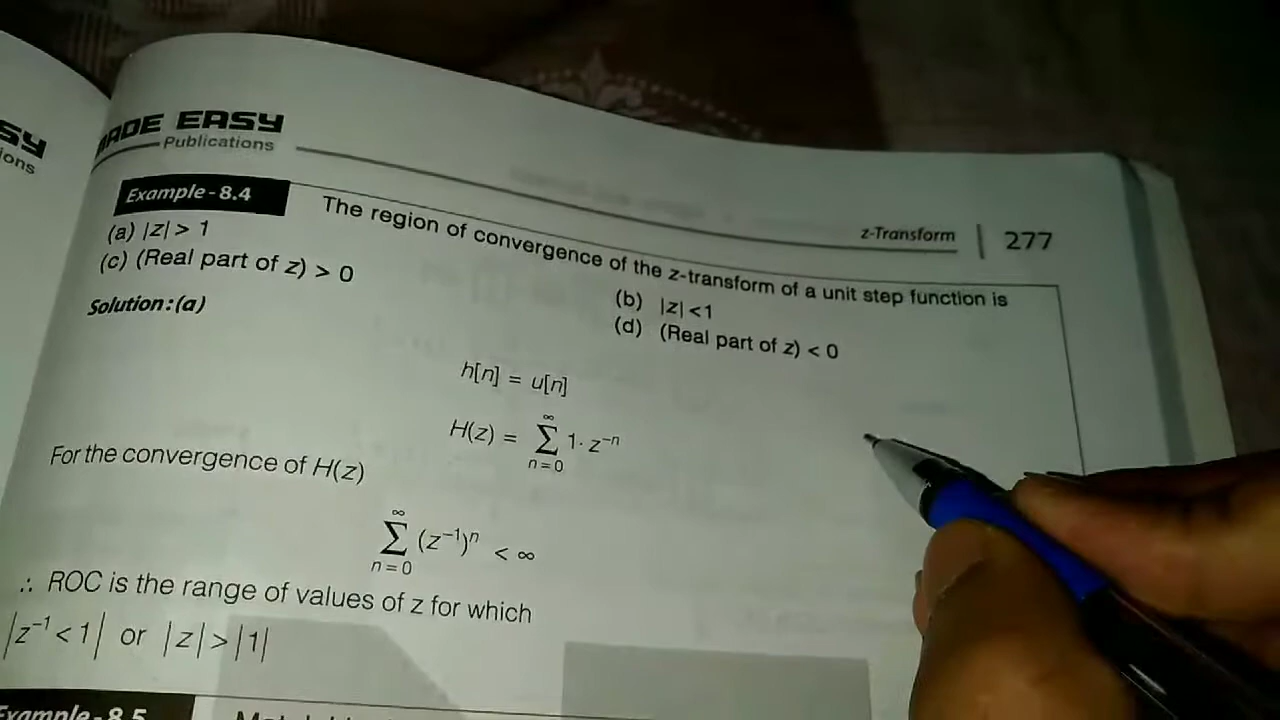 SY
ions
MADE EASY
Publications
z-Transform | 277
Example - 8.4 The region of convergence of the z-transform of a unit step function is
(a) |z| > 1 (b) |z| < 1
(c) (Real part of z) > 0 (d) (Real part of z) < 0
Solution : (a)
h[n] = u[n]
H(z) = ∑_{n=0}^{∞} 1· z⁻ⁿ
For the convergence of H(z)
∑_{n=0}^{∞} (z⁻¹)ⁿ < ∞
∴ ROC is the range of values of z for which
|z⁻¹ < 1| or |z| > |1|
Example - 8.5